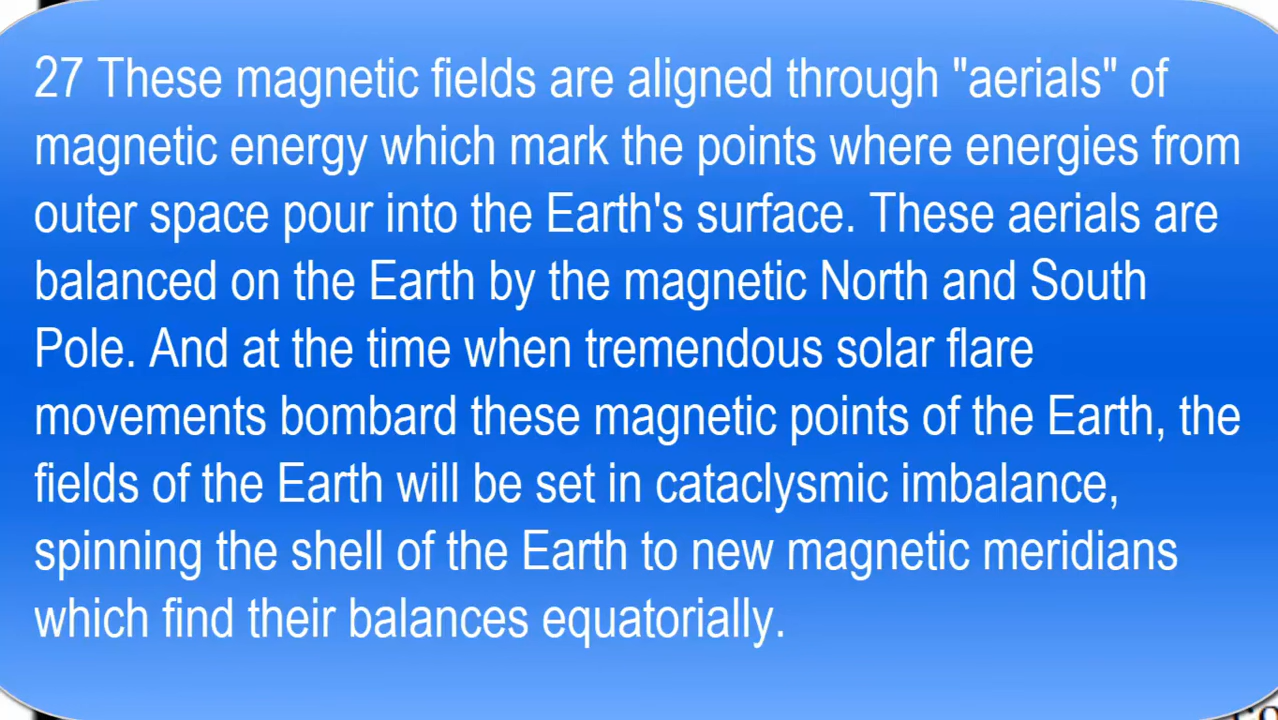 27 These magnetic fields are aligned through "aerials" of
magnetic energy which mark the points where energies from
outer space pour into the Earth's surface. These aerials are
balanced on the Earth by the magnetic North and South
Pole. And at the time when tremendous solar flare
movements bombard these magnetic points of the Earth, the
fields of the Earth will be set in cataclysmic imbalance,
spinning the shell of the Earth to new magnetic meridians
which find their balances equatorially.